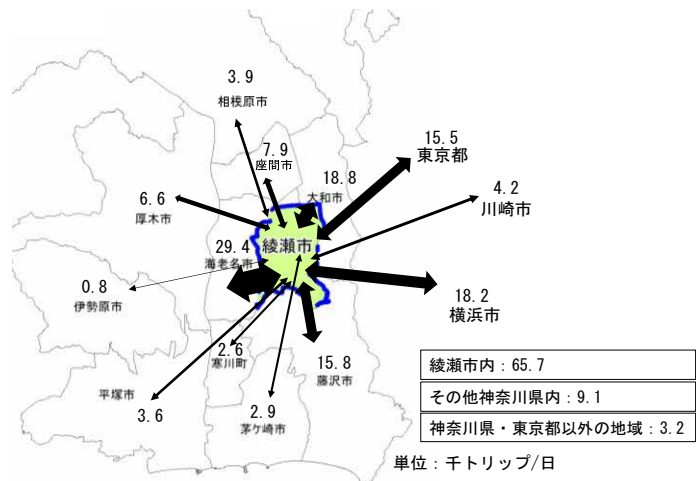 3.9
相模原市
7.9
座間市
18.8
大和市
15.5
東京都
4.2
川崎市
6.6
厚木市
綾瀬市
29.4
海老名市
0.8
伊勢原市
18.2
横浜市
2.6
寒川町
15.8
藤沢市
平塚市
3.6
2.9
茅ケ崎市
綾瀬市内：65.7
その他神奈川県内：9.1
神奈川県・東京都以外の地域：3.2
単位：千トリップ/日